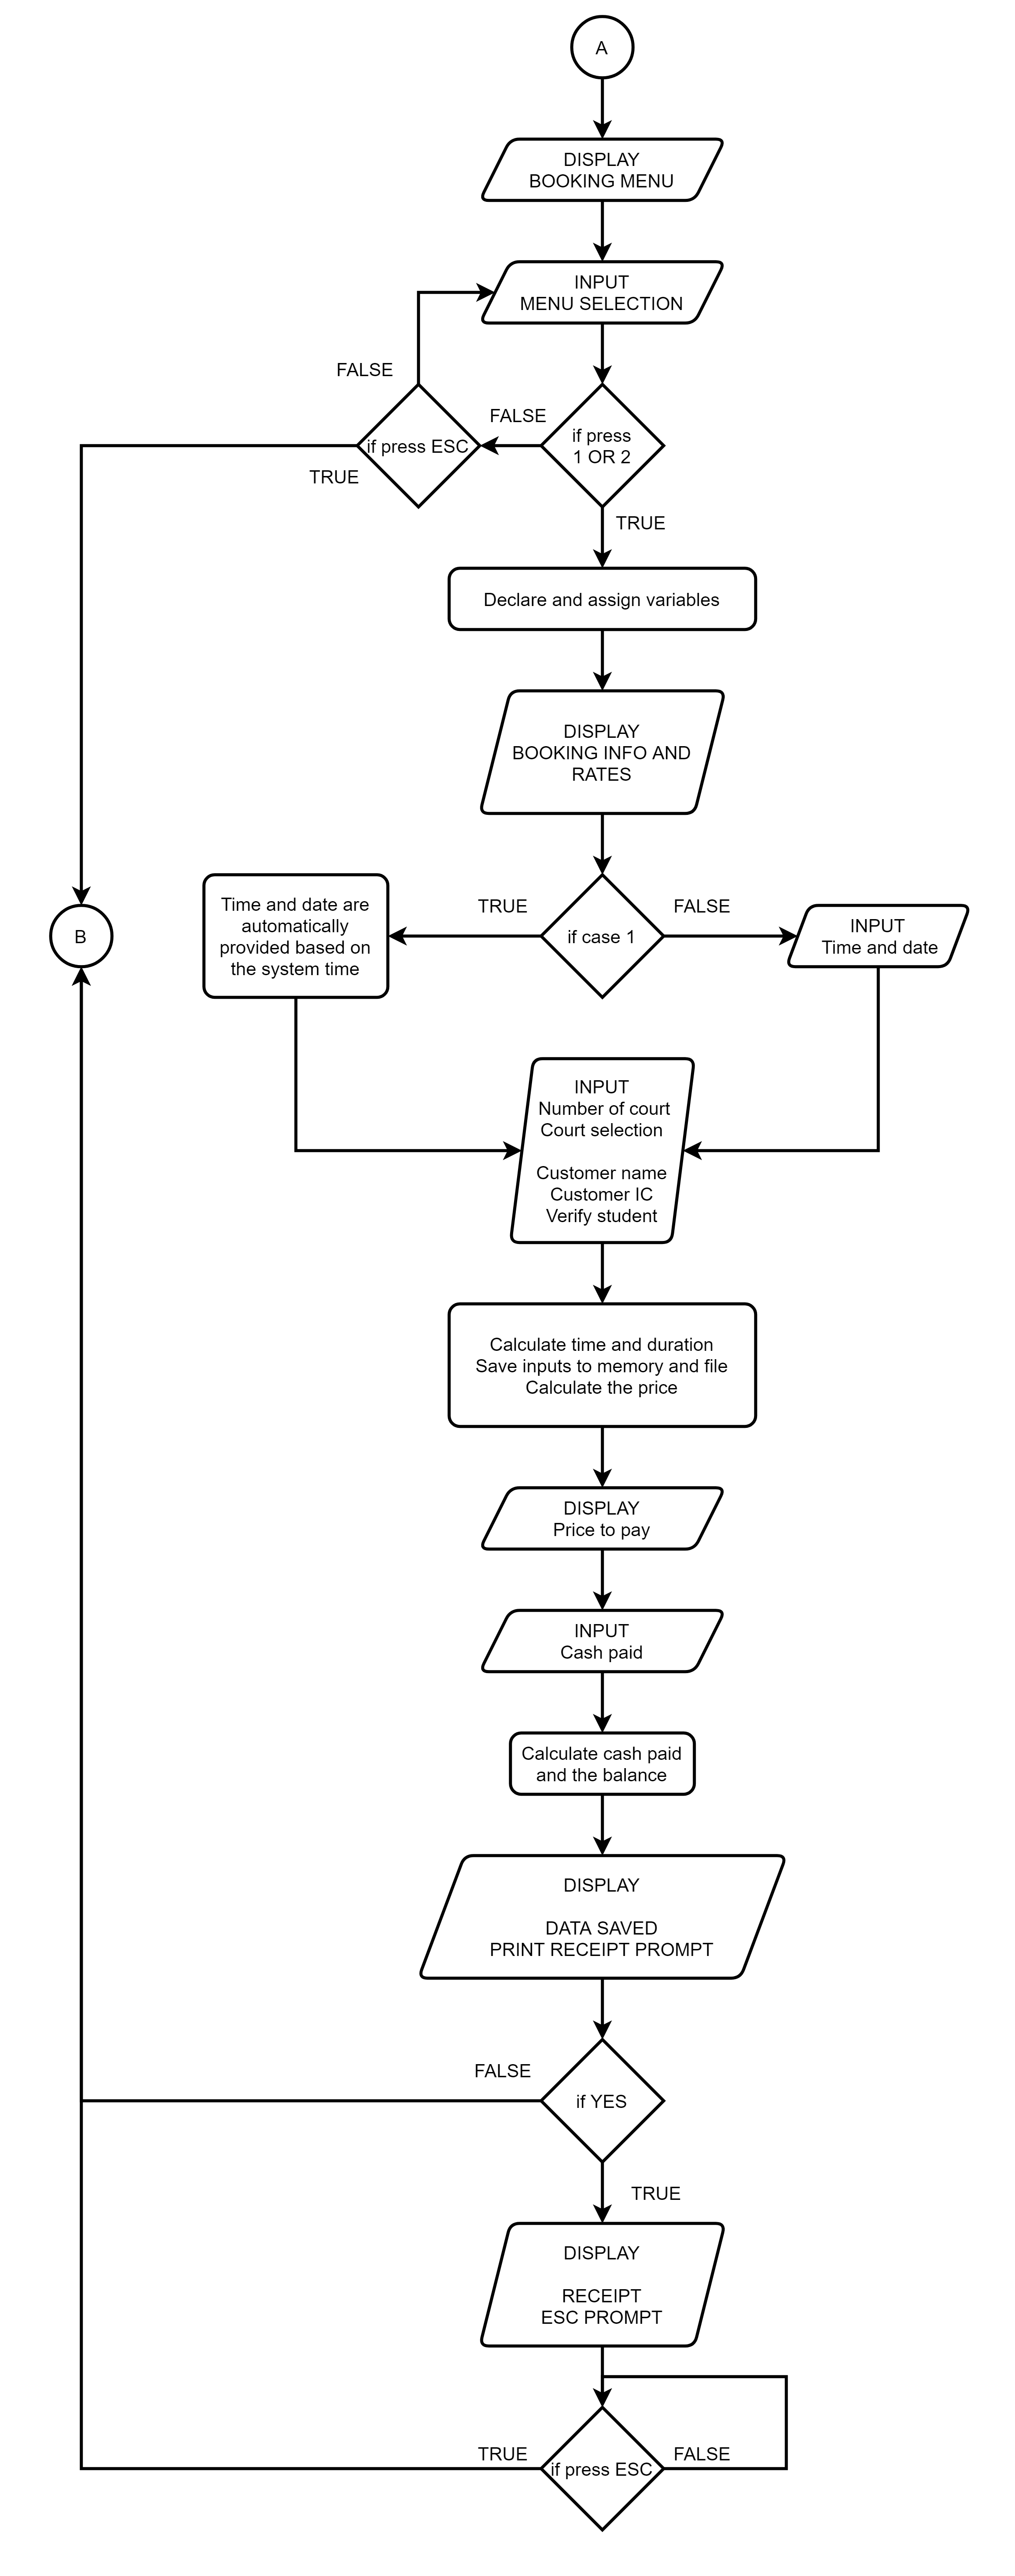 A
DISPLAY
BOOKING MENU
INPUT
MENU SELECTION
FALSE
FALSE
if press ESC
if press
1 OR 2
TRUE
TRUE
Declare and assign variables
DISPLAY
BOOKING INFO AND
RATES
B
Time and date are
automatically
provided based on
the system time
TRUE
if case 1
FALSE
INPUT
Time and date
INPUT
Number of court
Court selection
Customer name
Customer IC
Verify student
Calculate time and duration
Save inputs to memory and file
Calculate the price
DISPLAY
Price to pay
INPUT
Cash paid
Calculate cash paid
and the balance
DISPLAY
DATA SAVED
PRINT RECEIPT PROMPT
FALSE
if YES
TRUE
DISPLAY
RECEIPT
ESC PROMPT
TRUE
if press ESC
FALSE